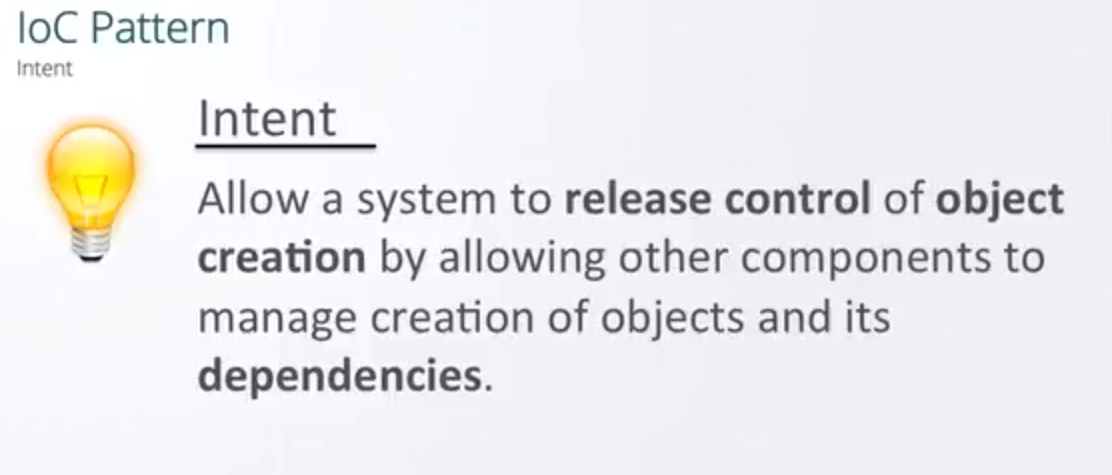 IoC Pattern
Intent
Intent
Allow a system to release control of object
creation by allowing other components to
manage creation of objects and its
dependencies.